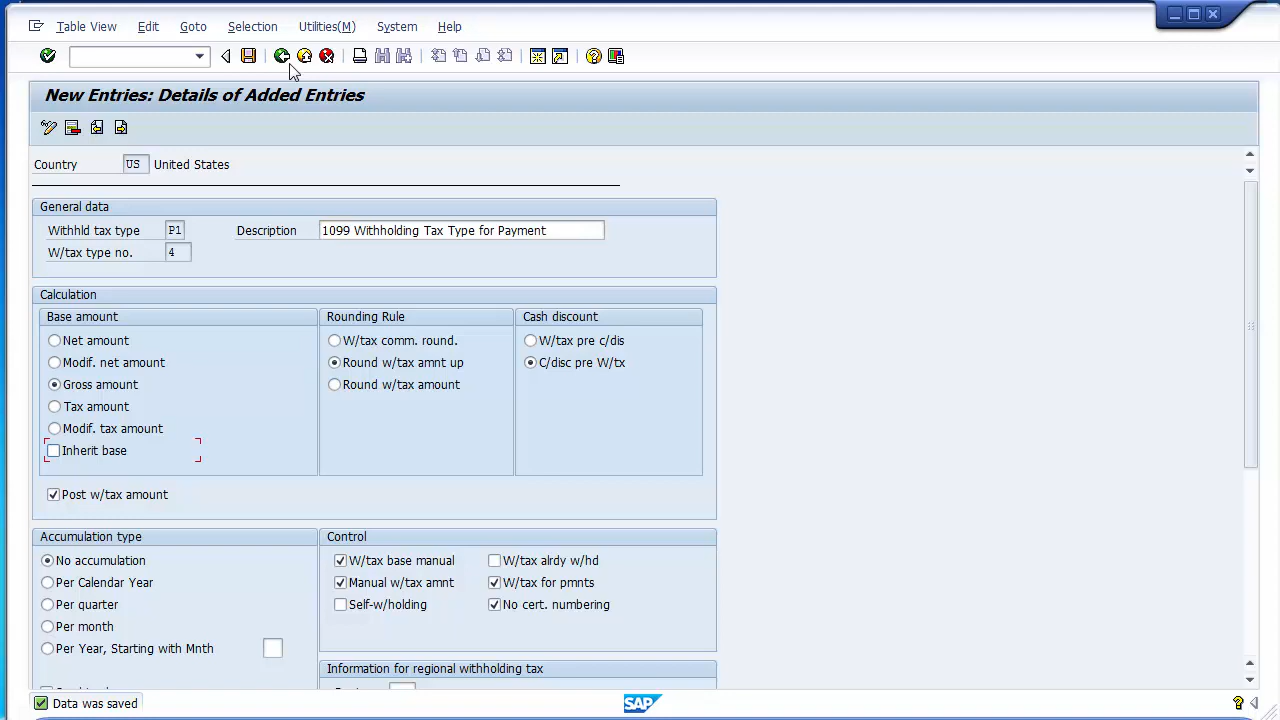 Table View Edit Goto Selection Utilities(M) System Help
New Entries: Details of Added Entries
Country US United States
General data
Withhld tax type P1 Description 1099 Withholding Tax Type for Payment
W/tax type no. 4
Calculation
Base amount Rounding Rule Cash discount
Net amount W/tax comm. round. W/tax pre c/dis
Modif. net amount Round w/tax amnt up C/disc pre W/tx
Gross amount Round w/tax amount
Tax amount
Modif. tax amount
Inherit base
Post w/tax amount
Accumulation type Control
No accumulation W/tax base manual W/tax alrdy w/hd
Per Calendar Year Manual w/tax amnt W/tax for pmnts
Per quarter Self-w/holding No cert. numbering
Per month
Per Year, Starting with Mnth
Information for regional withholding tax
Data was saved SAP